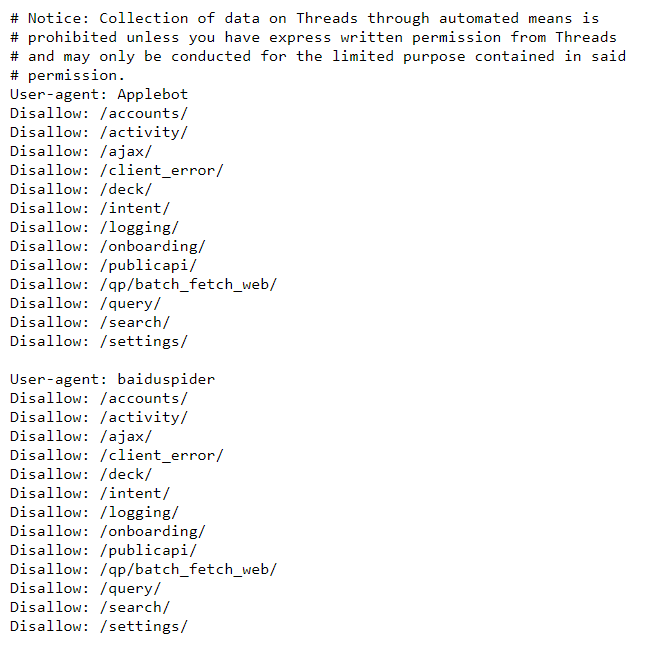 # Notice: Collection of data on Threads through automated means is
# prohibited unless you have express written permission from Threads
# and may only be conducted for the limited purpose contained in said
# permission.
User-agent: Applebot
Disallow: /accounts/
Disallow: /activity/
Disallow: /ajax/
Disallow: /client_error/
Disallow: /deck/
Disallow: /intent/
Disallow: /logging/
Disallow: /onboarding/
Disallow: /publicapi/
Disallow: /qp/batch_fetch_web/
Disallow: /query/
Disallow: /search/
Disallow: /settings/

User-agent: baiduspider
Disallow: /accounts/
Disallow: /activity/
Disallow: /ajax/
Disallow: /client_error/
Disallow: /deck/
Disallow: /intent/
Disallow: /logging/
Disallow: /onboarding/
Disallow: /publicapi/
Disallow: /qp/batch_fetch_web/
Disallow: /query/
Disallow: /search/
Disallow: /settings/